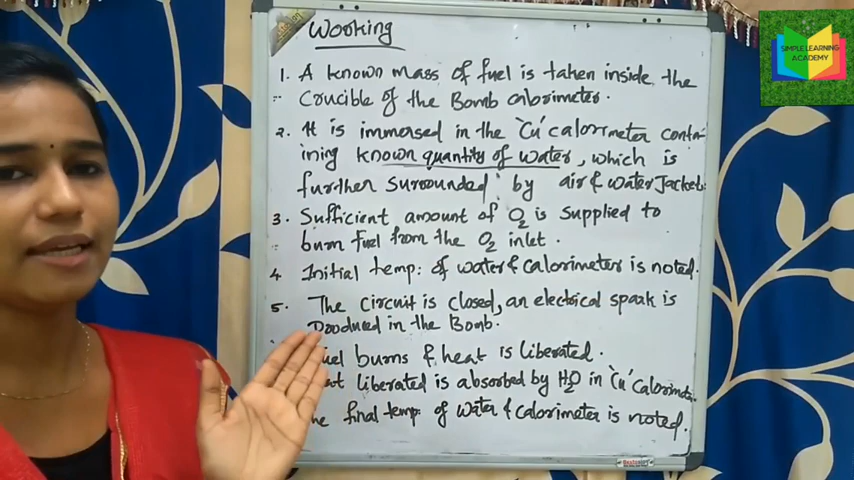 Working
SIMPLE LEARNING
ACADEMY
1. A known mass of fuel is taken inside the
Crucible of the Bomb calorimeter.
2. It is immersed in the 'Cu' calorimeter conta-
ining known quantity of water, which is
further surrounded by air & water Jackets.
3. Sufficient amount of O2 is supplied to
burn fuel from the O2 inlet.
4 Initial temp: of water & calorimeter is noted.
5. The circuit is closed, an electrical spark is
Produced in the Bomb.
burns & heat is liberated.
liberated is absorbed by H2O in 'Cu' calorimeter
final temp: of water & calorimeter is noted.